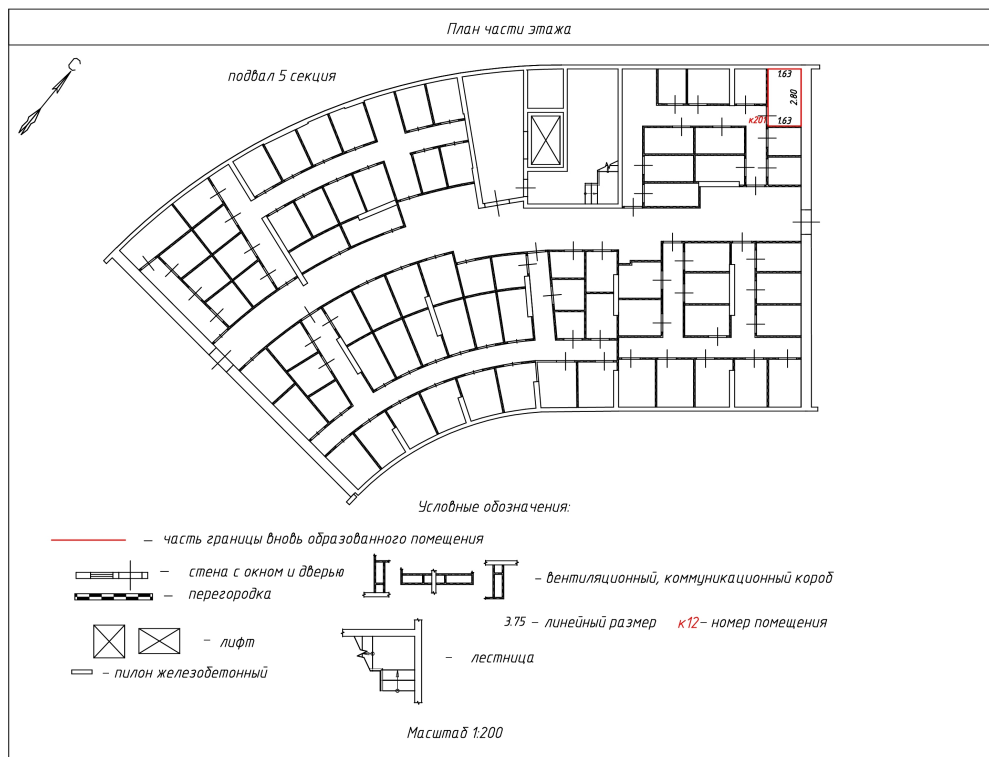 План части этажа
С
подвал 5 секция
1.63
2.80
к201
1.63
Условные обозначения:
— часть границы вновь образованного помещения
— стена с окном и дверью
— перегородка
– вентиляционный, коммуникационный короб
3.75 – линейный размер к12– номер помещения
– лифт
– лестница
– пилон железобетонный
Масштаб 1:200